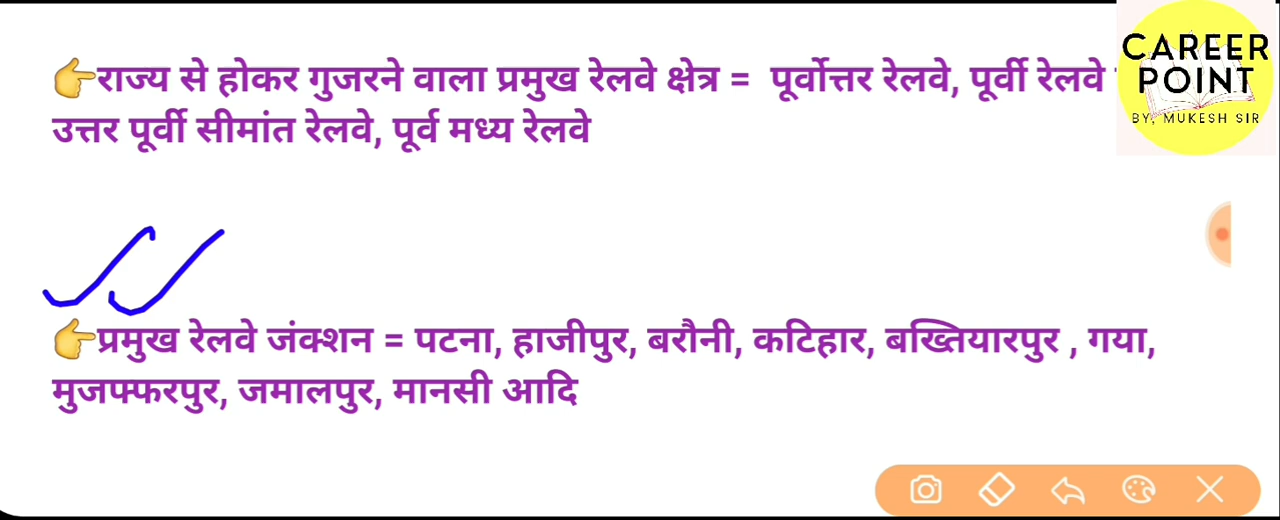 👉राज्य से होकर गुजरने वाला प्रमुख रेलवे क्षेत्र = पूर्वोत्तर रेलवे, पूर्वी रेलवे
उत्तर पूर्वी सीमांत रेलवे, पूर्व मध्य रेलवे
CAREER
POINT
BY, MUKESH SIR
👉प्रमुख रेलवे जंक्शन = पटना, हाजीपुर, बरौनी, कटिहार, बख्तियारपुर , गया,
मुजफ्फरपुर, जमालपुर, मानसी आदि